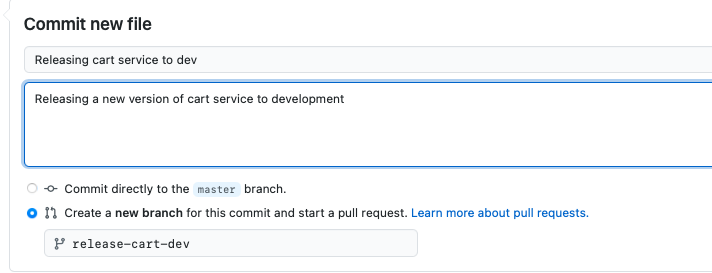 Commit new file
Releasing cart service to dev
Releasing a new version of cart service to development
Commit directly to the master branch.
Create a new branch for this commit and start a pull request. Learn more about pull requests.
release-cart-dev